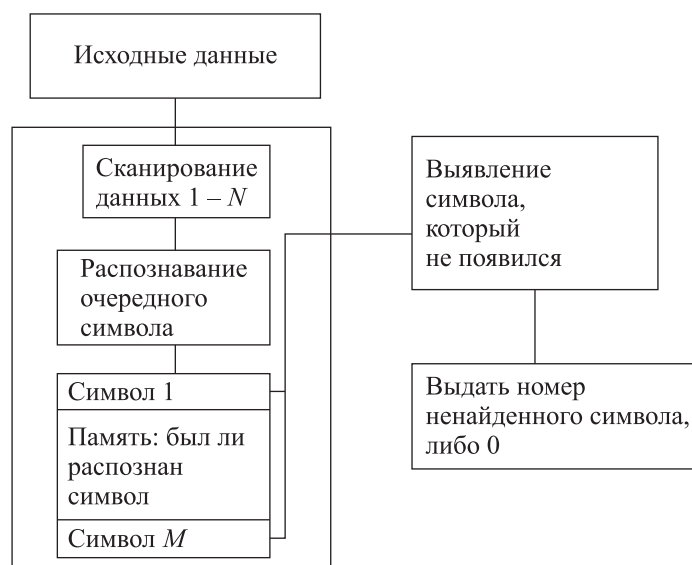 Исходные данные
Сканирование
данных 1 – N
Распознавание
очередного
символа
Символ 1
Память: был ли
распознан
символ
Символ M
Выявление
символа,
который
не появился
Выдать номер
ненайденного символа,
либо 0